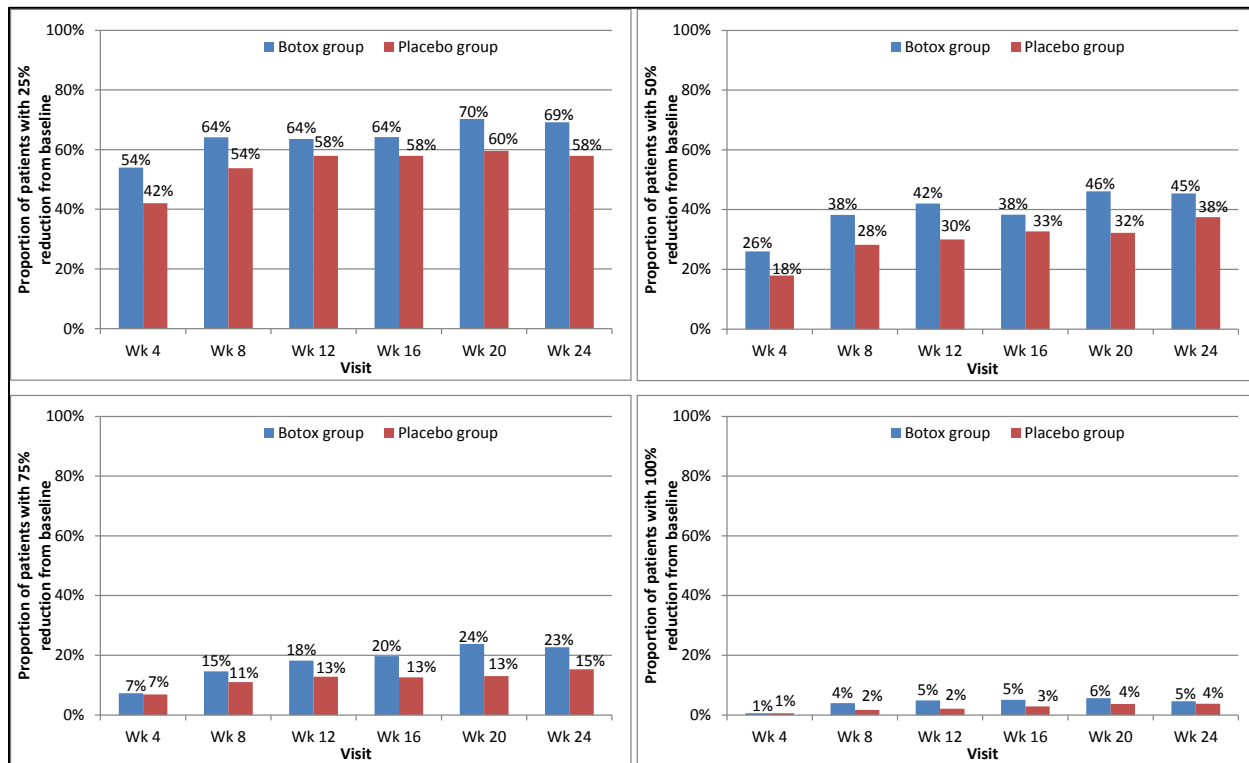 100%
80%
60%
40%
20%
0%
Proportion of patients with 25%
reduction from baseline
Botox group Placebo group
54% 42% 64% 54% 64% 58% 64% 58% 70% 60% 69% 58%
Wk 4 Wk 8 Wk 12 Wk 16 Wk 20 Wk 24
Visit
100%
80%
60%
40%
20%
0%
Proportion of patients with 50%
reduction from baseline
Botox group Placebo group
26% 18% 38% 28% 42% 30% 38% 33% 46% 32% 45% 38%
Wk 4 Wk 8 Wk 12 Wk 16 Wk 20 Wk 24
Visit
100%
80%
60%
40%
20%
0%
Proportion of patients with 75%
reduction from baseline
Botox group Placebo group
7% 7% 15% 11% 18% 13% 20% 13% 24% 13% 23% 15%
Wk 4 Wk 8 Wk 12 Wk 16 Wk 20 Wk 24
Visit
100%
80%
60%
40%
20%
0%
Proportion of patients with 100%
reduction from baseline
Botox group Placebo group
1% 1% 4% 2% 5% 2% 5% 3% 6% 4% 5% 4%
Wk 4 Wk 8 Wk 12 Wk 16 Wk 20 Wk 24
Visit